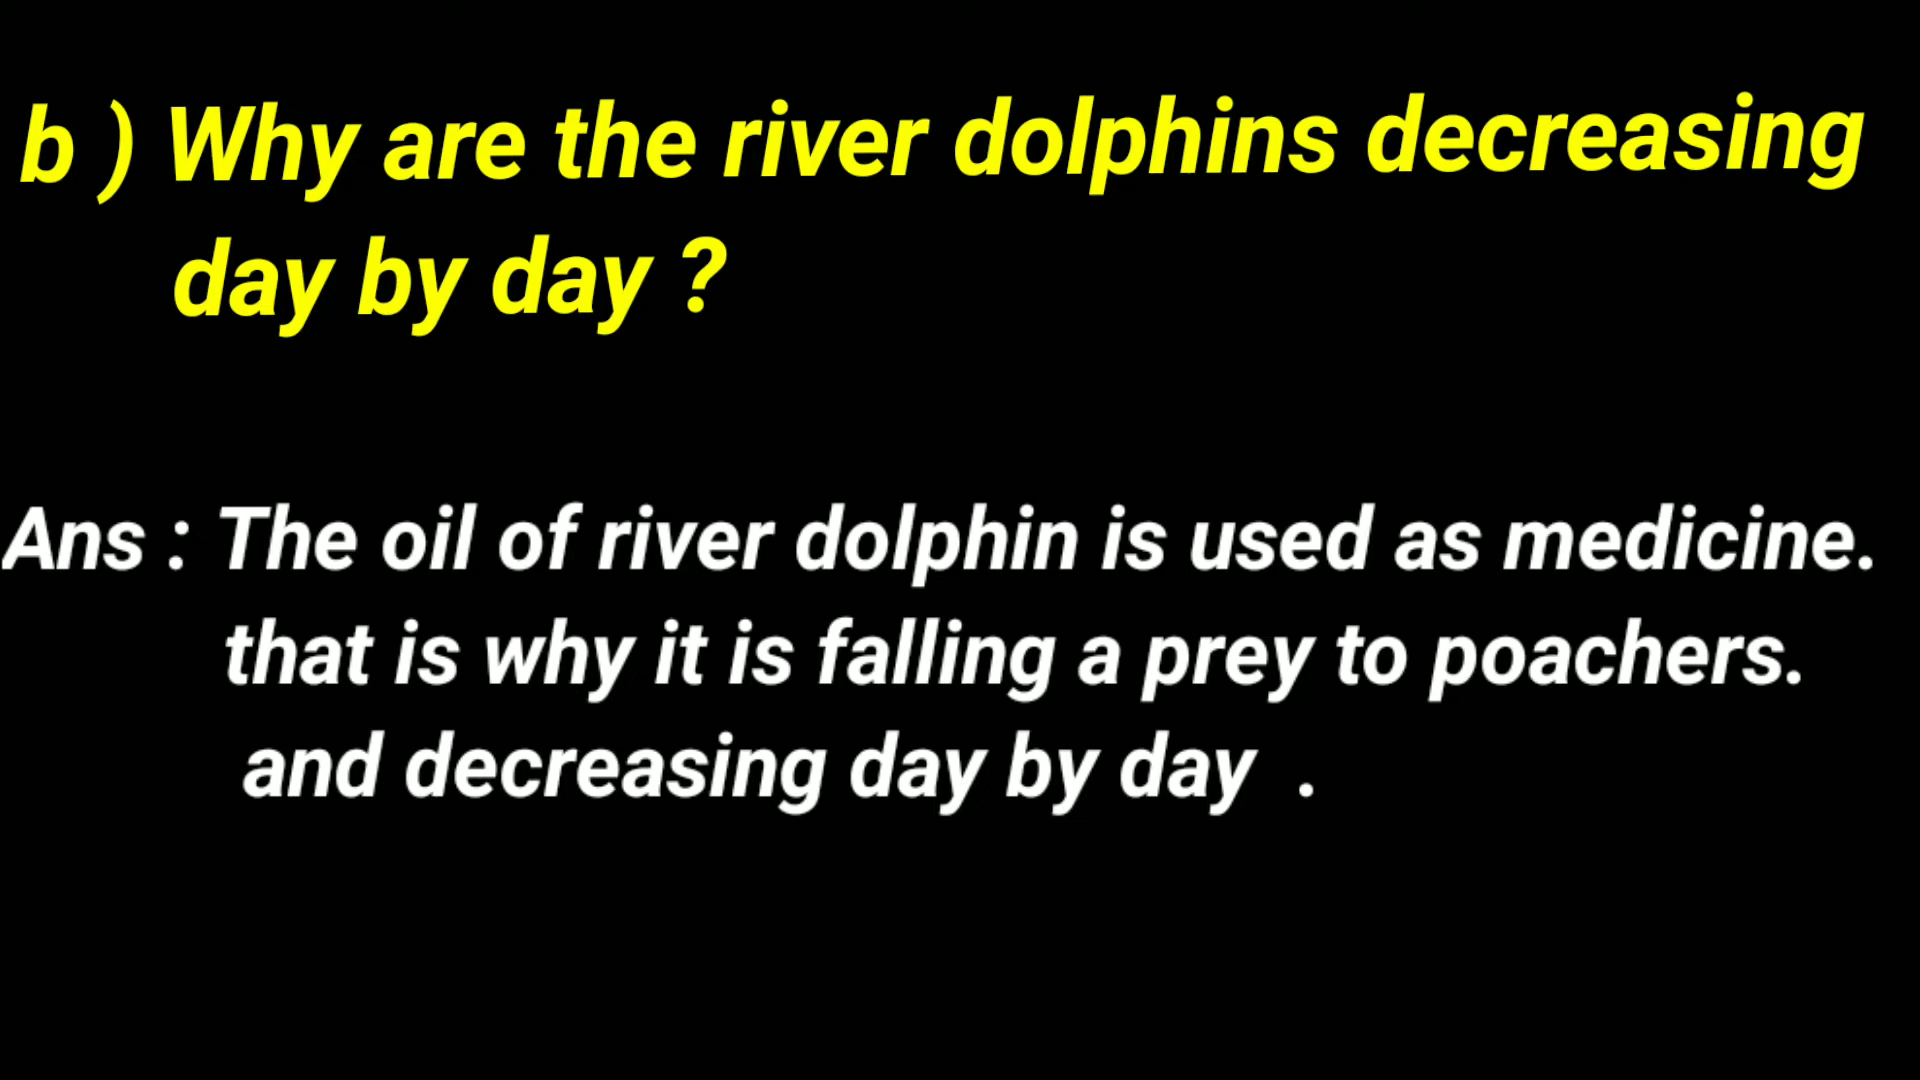 b ) Why are the river dolphins decreasing
day by day ?
Ans : The oil of river dolphin is used as medicine.
that is why it is falling a prey to poachers.
and decreasing day by day .